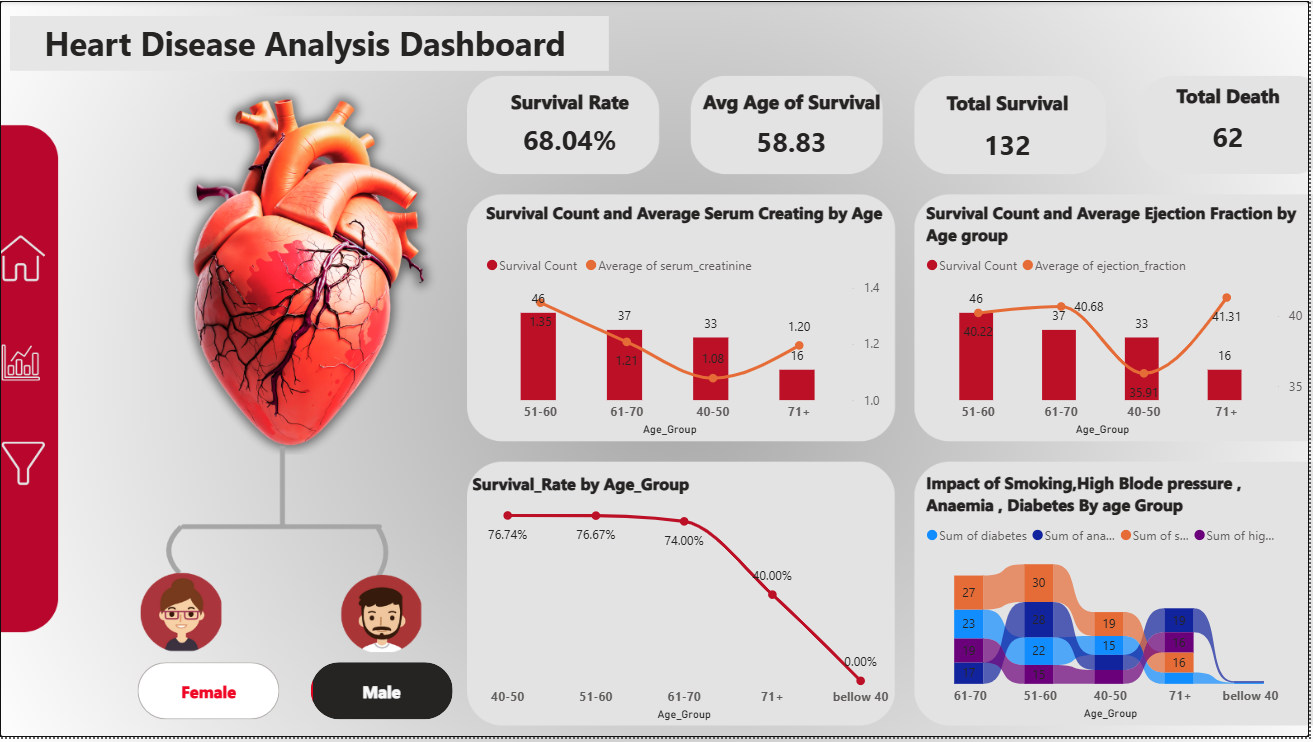 Heart Disease Analysis Dashboard
Survival Rate
68.04%
Avg Age of Survival
58.83
Total Survival
132
Total Death
62
Survival Count and Average Serum Creating by Age
Survival Count Average of serum_creatinine
46
37
33
16
1.35
1.21
1.08
1.20
1.4
1.2
1.0
51-60 61-70 40-50 71+
Age_Group
Survival Count and Average Ejection Fraction by
Age group
Survival Count Average of ejection_fraction
46
37
33
16
40.22
40.68
35.91
41.31
40
35
51-60 61-70 40-50 71+
Age_Group
Survival_Rate by Age_Group
76.74% 76.67% 74.00% 40.00% 0.00%
40-50 51-60 61-70 71+ bellow 40
Age_Group
Impact of Smoking,High Blode pressure ,
Anaemia , Diabetes By age Group
Sum of diabetes Sum of ana... Sum of s... Sum of hig...
27
23
19
17
30
22
15
19
15
16
61-70 51-60 40-50 71+ bellow 40
Age_Group
Female
Male